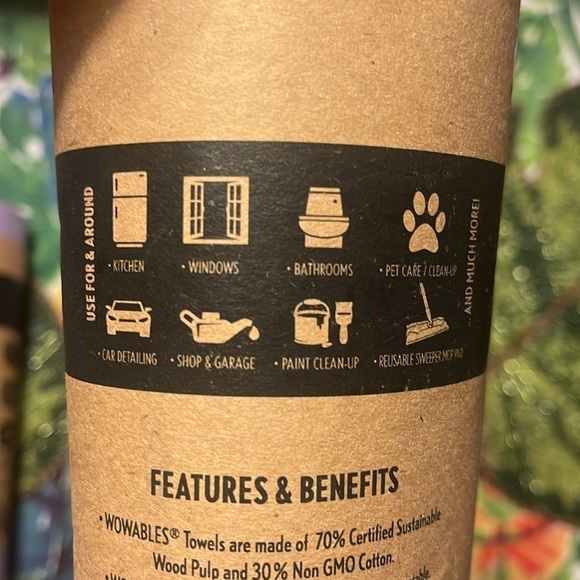 USE FOR & AROUND
• KITCHEN
• WINDOWS
• BATHROOMS
• PET CARE / CLEAN-UP
• CAR DETAILING
• SHOP & GARAGE
• PAINT CLEAN-UP
• REUSABLE SWEEPER MOP PAD
AND MUCH MORE!
FEATURES & BENEFITS
• WOWABLES® Towels are made of 70% Certified Sustainable
Wood Pulp and 30% Non GMO Cotton.